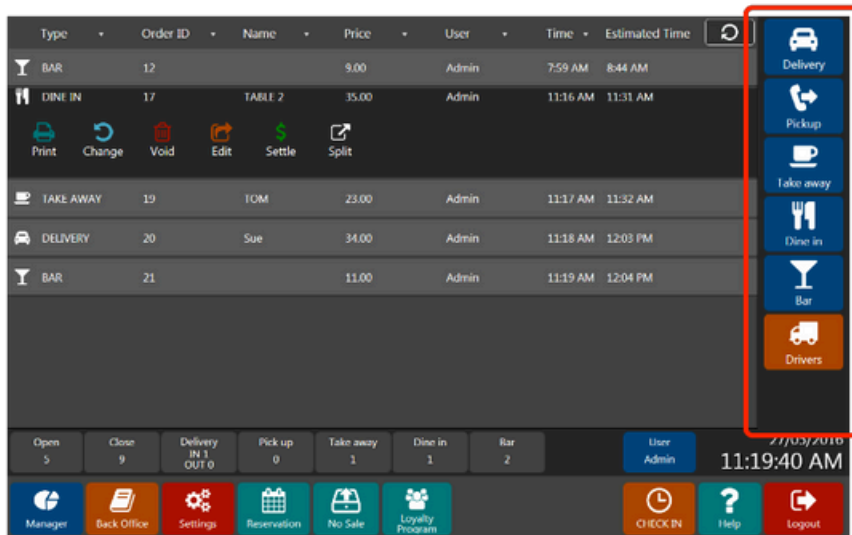 Type Order ID Name Price User Time Estimated Time
BAR 12 9.00 Admin 7:59 AM 8:44 AM
DINE IN 17 TABLE 2 35.00 Admin 11:16 AM 11:31 AM
Print Change Void Edit $ Settle Split
TAKE AWAY 19 TOM 23.00 Admin 11:17 AM 11:32 AM
DELIVERY 20 Sue 34.00 Admin 11:18 AM 12:03 PM
BAR 21 11.00 Admin 11:19 AM 12:04 PM
Delivery
Pickup
Take away
Dine in
Bar
Drivers
Open Close Delivery Pick up Take away Dine in Bar User
5 9 IN 1 0 1 1 2 Admin
OUT 0
27/05/2016
11:19:40 AM
Manager Back Office Settings Reservation No Sale Loyalty Program CHECK IN ? Help Logout